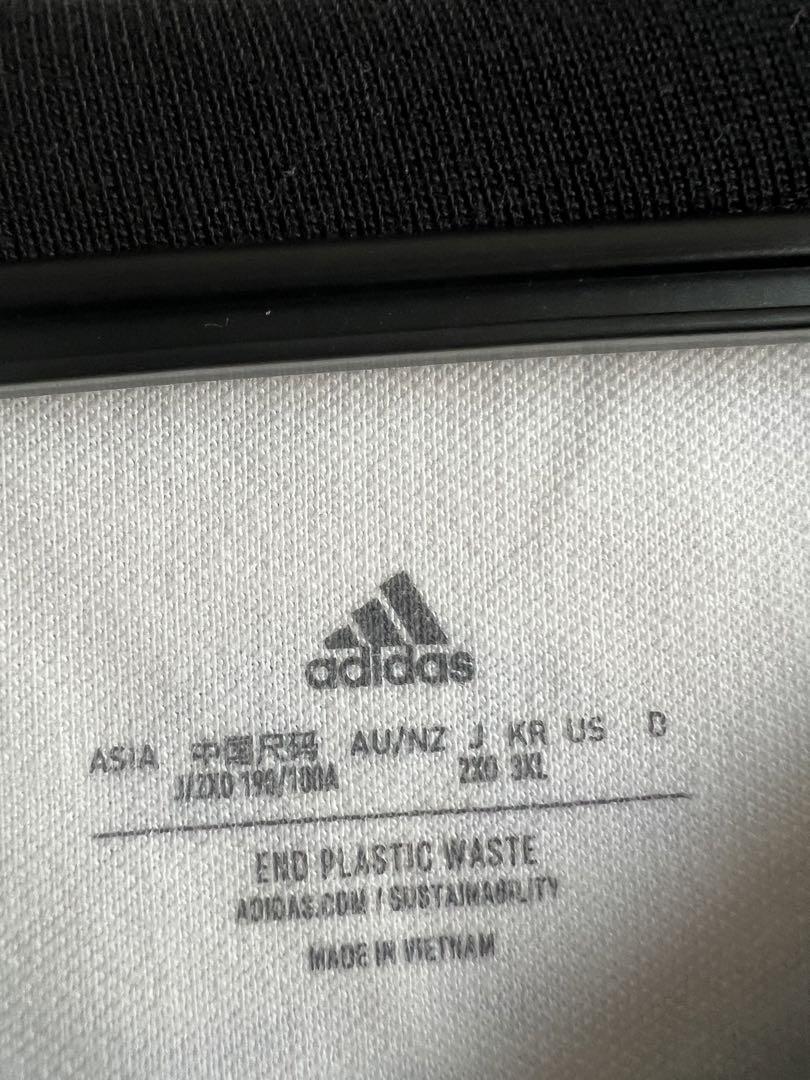 adidas
ASIA 中国尺码 AU/NZ J KR US D
J/2XO 190/100A 2XO 3XL
END PLASTIC WASTE
ADIDAS.COM / SUSTAINABILITY
MADE IN VIETNAM